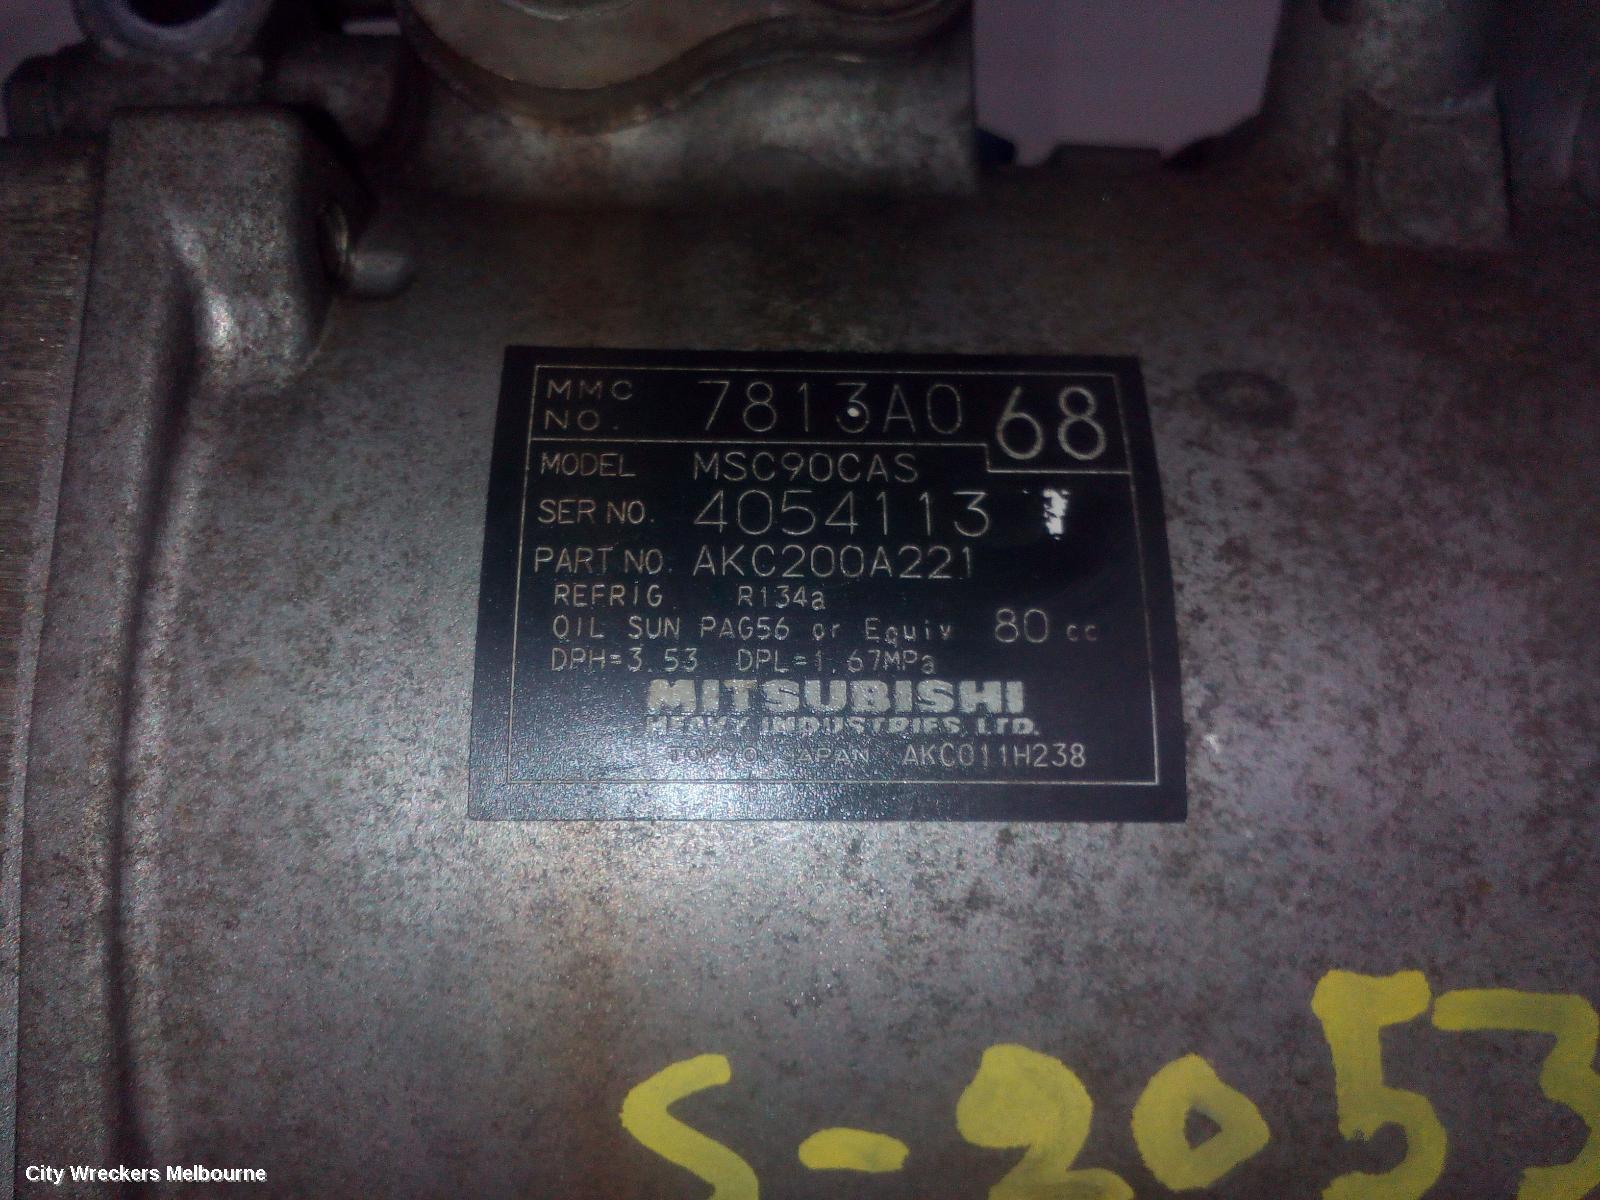 MMC NO. 7813A068
MODEL MSC90CAS
SER NO. 4054113
PART NO. AKC200A221
REFRIG R134a
OIL SUN PAG56 or Equiv 80 cc
DPH=3.53 DPL=1.67MPa
MITSUBISHI
HEAVY INDUSTRIES, LTD.
TOKYO JAPAN AKC011H238
S-2053
City Wreckers Melbourne